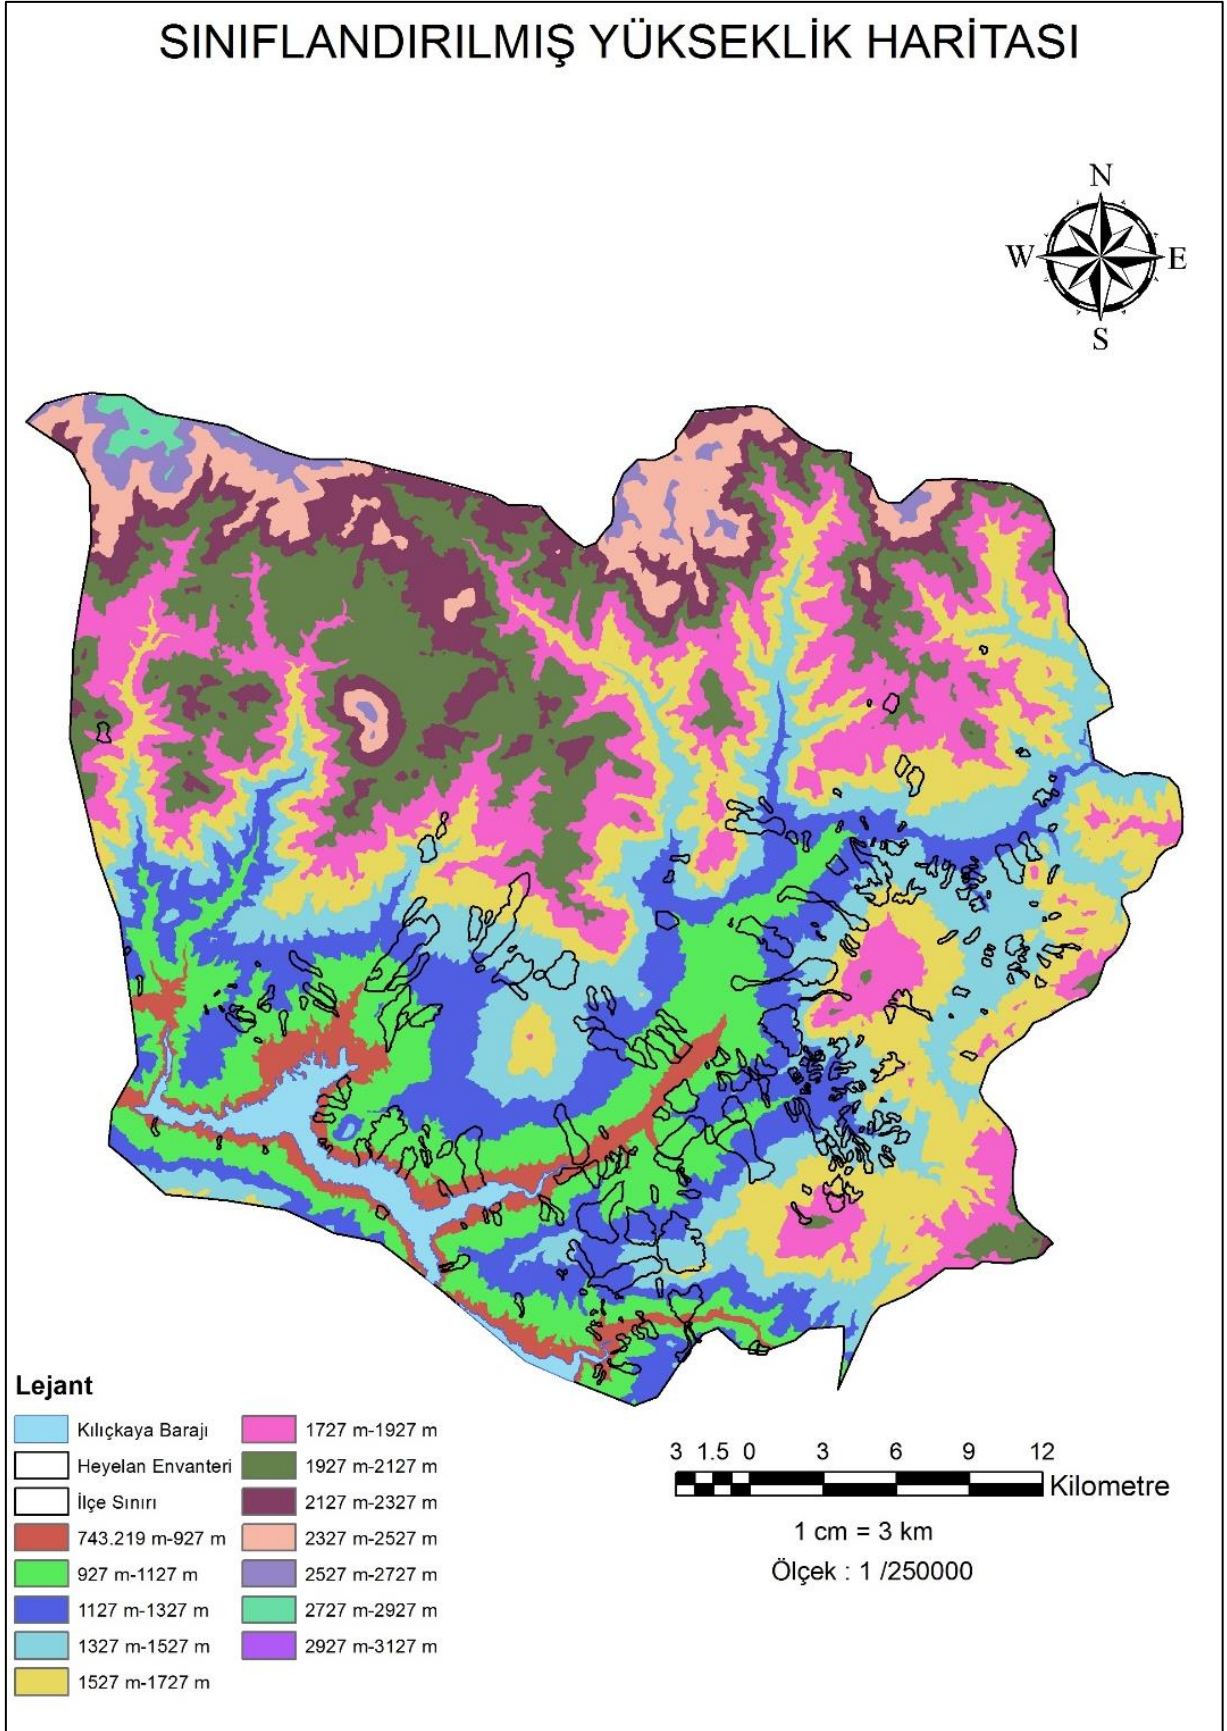 SINIFLANDIRILMIŞ YÜKSEKLİK HARİTASI
N
W E
S
Lejant
Kılıçkaya Barajı
Heyelan Envanteri
İlçe Sınırı
743.219 m-927 m
927 m-1127 m
1127 m-1327 m
1327 m-1527 m
1527 m-1727 m
1727 m-1927 m
1927 m-2127 m
2127 m-2327 m
2327 m-2527 m
2527 m-2727 m
2727 m-2927 m
2927 m-3127 m
3 1.5 0 3 6 9 12
Kilometre
1 cm = 3 km
Ölçek : 1 /250000